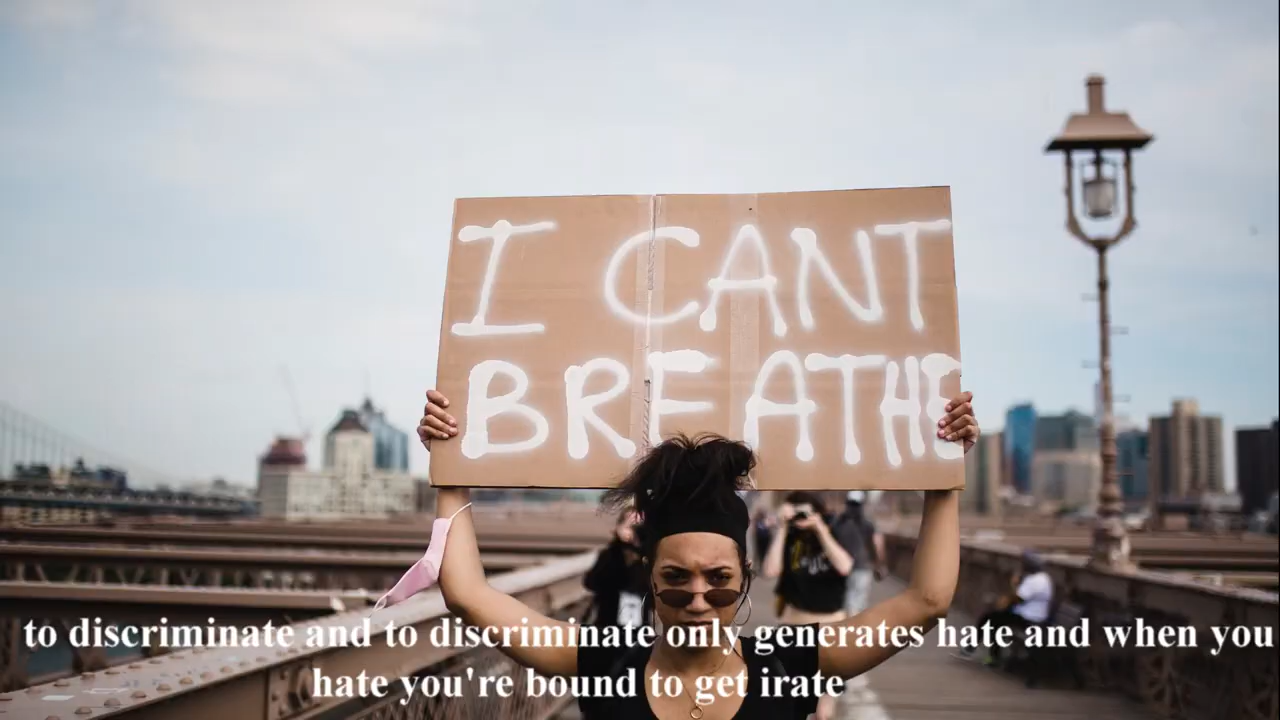 I CANT
BREATHE
to discriminate and to discriminate only generates hate and when you
hate you're bound to get irate